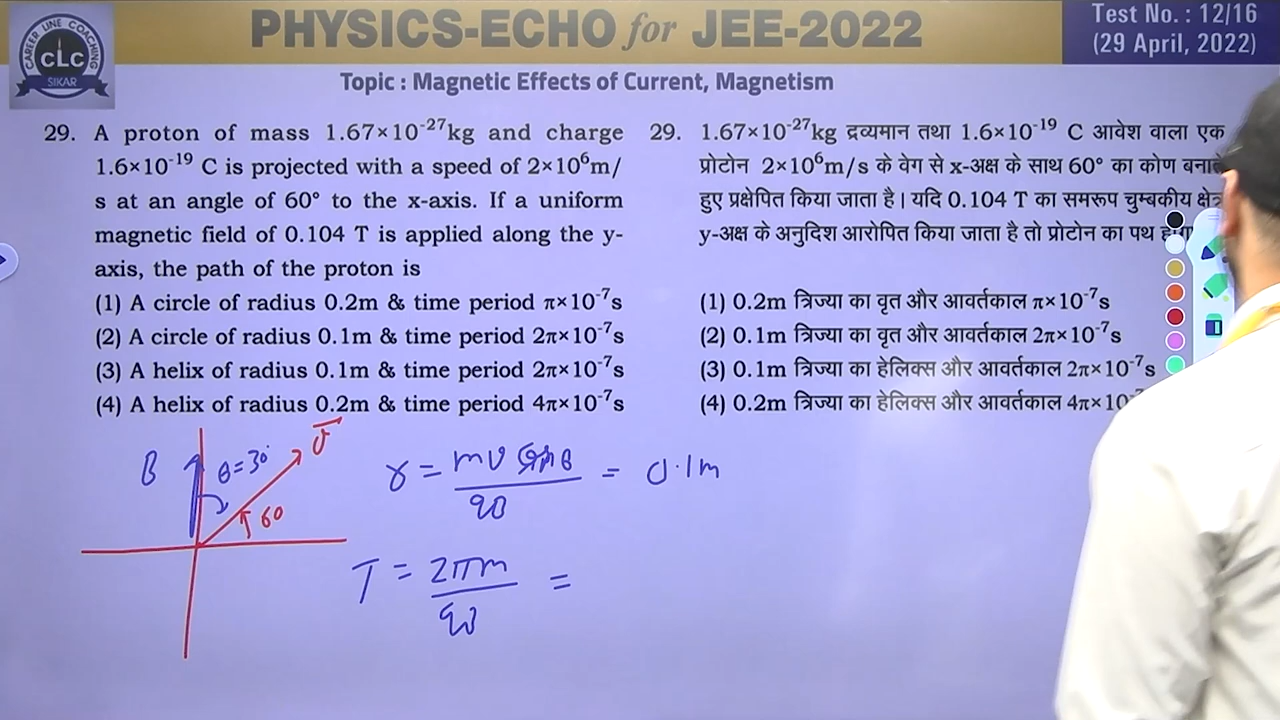 CAREER LINE COACHING
CLC
SIKAR
PHYSICS-ECHO for JEE-2022
Test No. : 12/16
(29 April, 2022)
Topic : Magnetic Effects of Current, Magnetism
29. A proton of mass 1.67×10⁻²⁷kg and charge
1.6×10⁻¹⁹ C is projected with a speed of 2×10⁶m/
s at an angle of 60° to the x-axis. If a uniform
magnetic field of 0.104 T is applied along the y-
axis, the path of the proton is
(1) A circle of radius 0.2m & time period π×10⁻⁷s
(2) A circle of radius 0.1m & time period 2π×10⁻⁷s
(3) A helix of radius 0.1m & time period 2π×10⁻⁷s
(4) A helix of radius 0.2m & time period 4π×10⁻⁷s
29. 1.67×10⁻²⁷kg द्रव्यमान तथा 1.6×10⁻¹⁹ C आवेश वाला एक
प्रोटोन 2×10⁶m/s के वेग से x-अक्ष के साथ 60° का कोण
हुए प्रक्षेपित किया जाता है। यदि 0.104 T का समरूप चुम्बकीय
y-अक्ष के अनुदिश आरोपित किया जाता है तो प्रोटोन का पथ
(1) 0.2m त्रिज्या का वृत और आवर्तकाल π×10⁻⁷s
(2) 0.1m त्रिज्या का वृत और आवर्तकाल 2π×10⁻⁷s
(3) 0.1m त्रिज्या का हेलिक्स और आवर्तकाल 2π×10⁻⁷s
(4) 0.2m त्रिज्या का हेलिक्स और आवर्तकाल 4π×10
B θ=30° v
60
r = mv sinθ / qB = 0.1m
T = 2πm / qB =